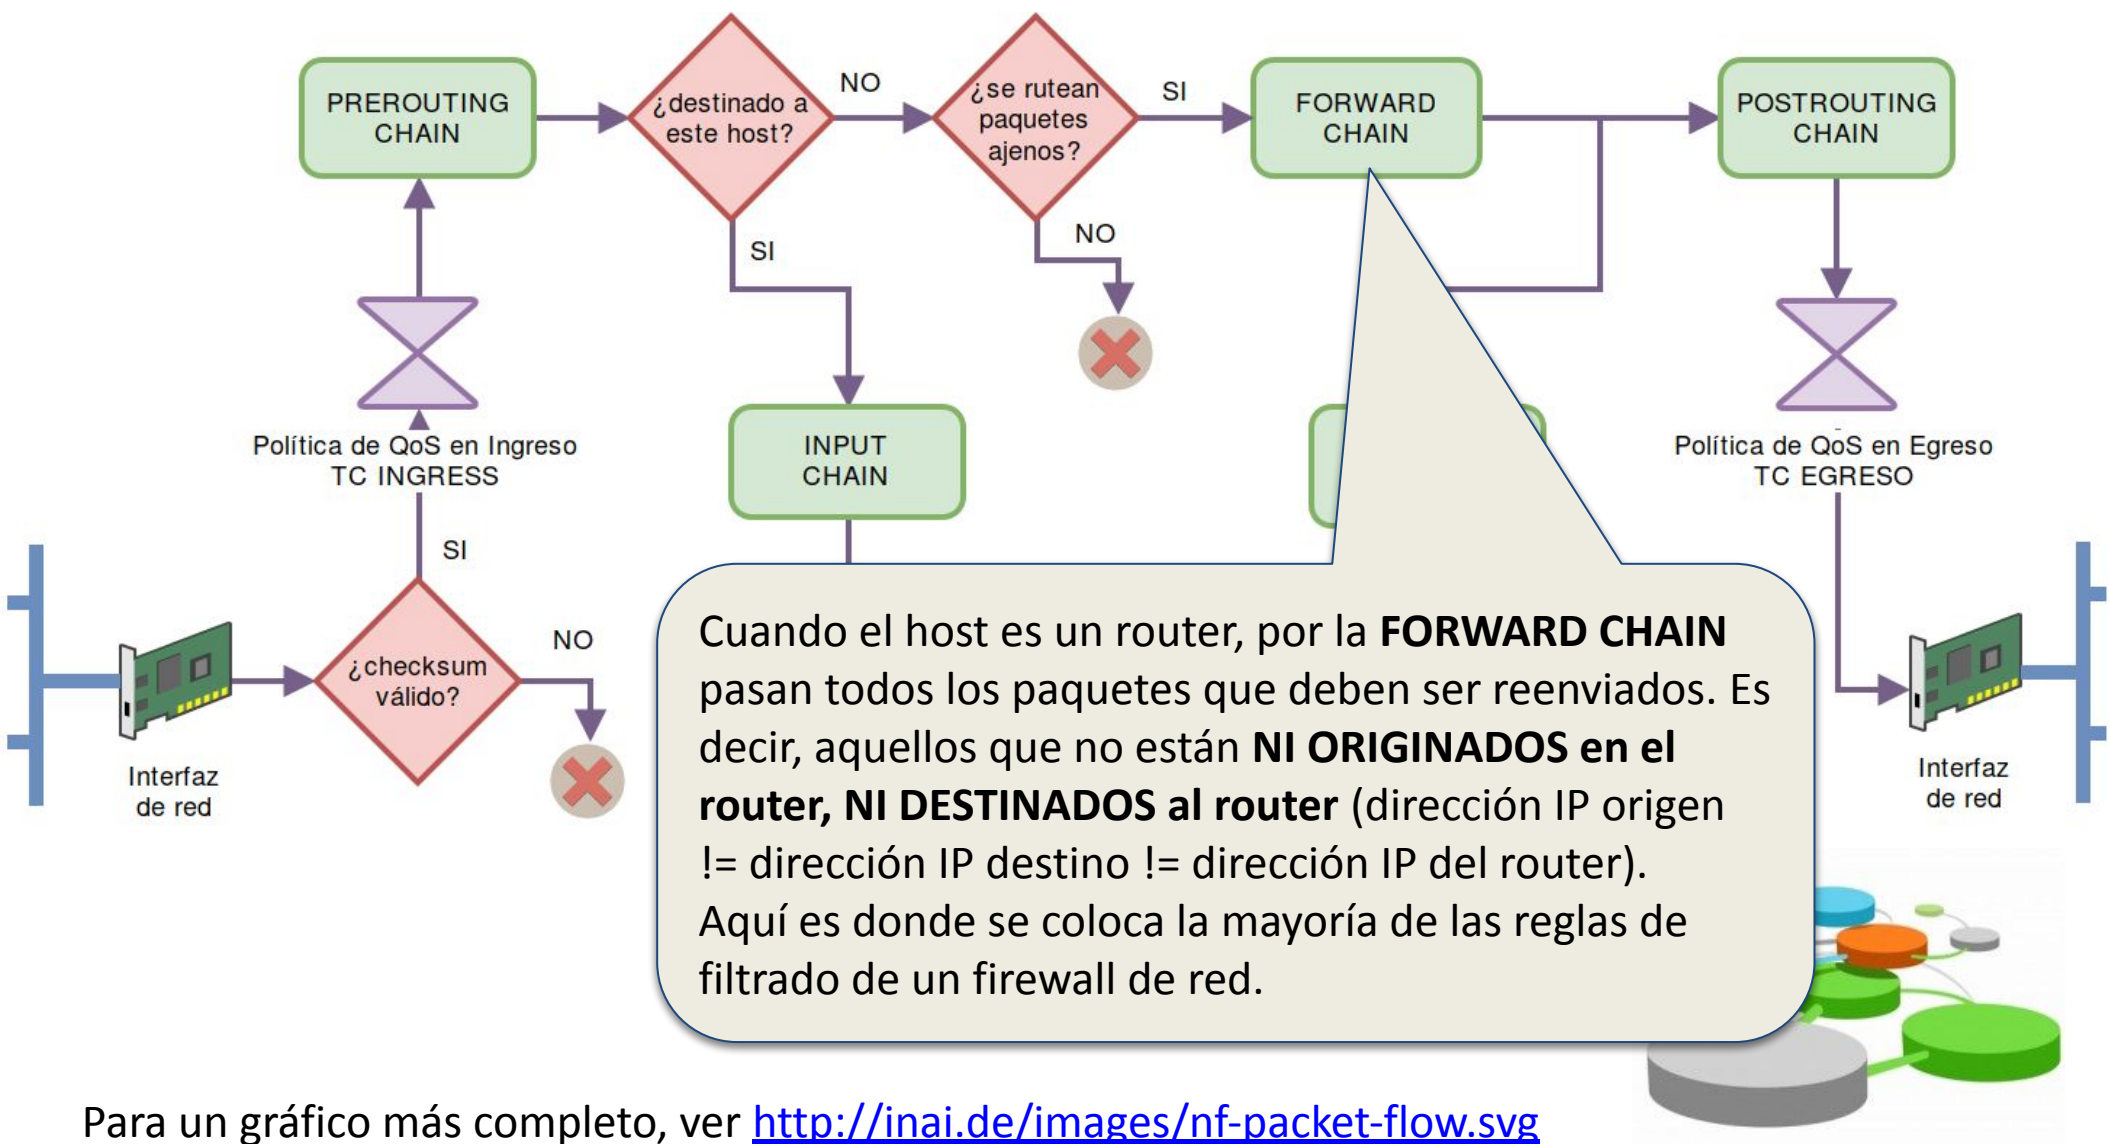 PREROUTING
CHAIN
¿destinado a
este host?
NO
¿se rutean
paquetes
ajenos?
SI
FORWARD
CHAIN
POSTROUTING
CHAIN
SI
NO
Política de QoS en Ingreso
TC INGRESS
INPUT
CHAIN
Política de QoS en Egreso
TC EGRESO
SI
¿checksum
válido?
NO
Interfaz
de red
Interfaz
de red
Cuando el host es un router, por la FORWARD CHAIN
pasan todos los paquetes que deben ser reenviados. Es
decir, aquellos que no están NI ORIGINADOS en el
router, NI DESTINADOS al router (dirección IP origen
!= dirección IP destino != dirección IP del router).
Aquí es donde se coloca la mayoría de las reglas de
filtrado de un firewall de red.
Para un gráfico más completo, ver http://inai.de/images/nf-packet-flow.svg